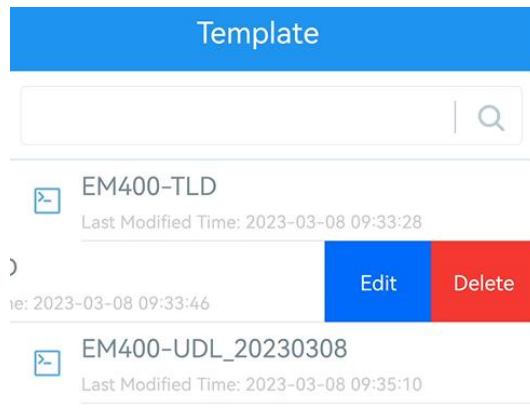 Template
EM400-TLD
Last Modified Time: 2023-03-08 09:33:28
Edit Delete
2023-03-08 09:33:46
EM400-UDL_20230308
Last Modified Time: 2023-03-08 09:35:10